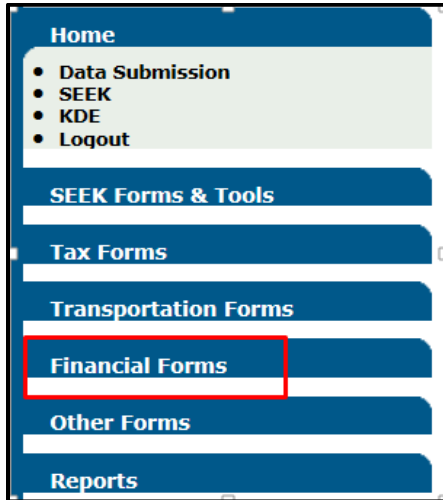 Home
Data Submission
SEEK
KDE
Logout
SEEK Forms & Tools
Tax Forms
Transportation Forms
Financial Forms
Other Forms
Reports